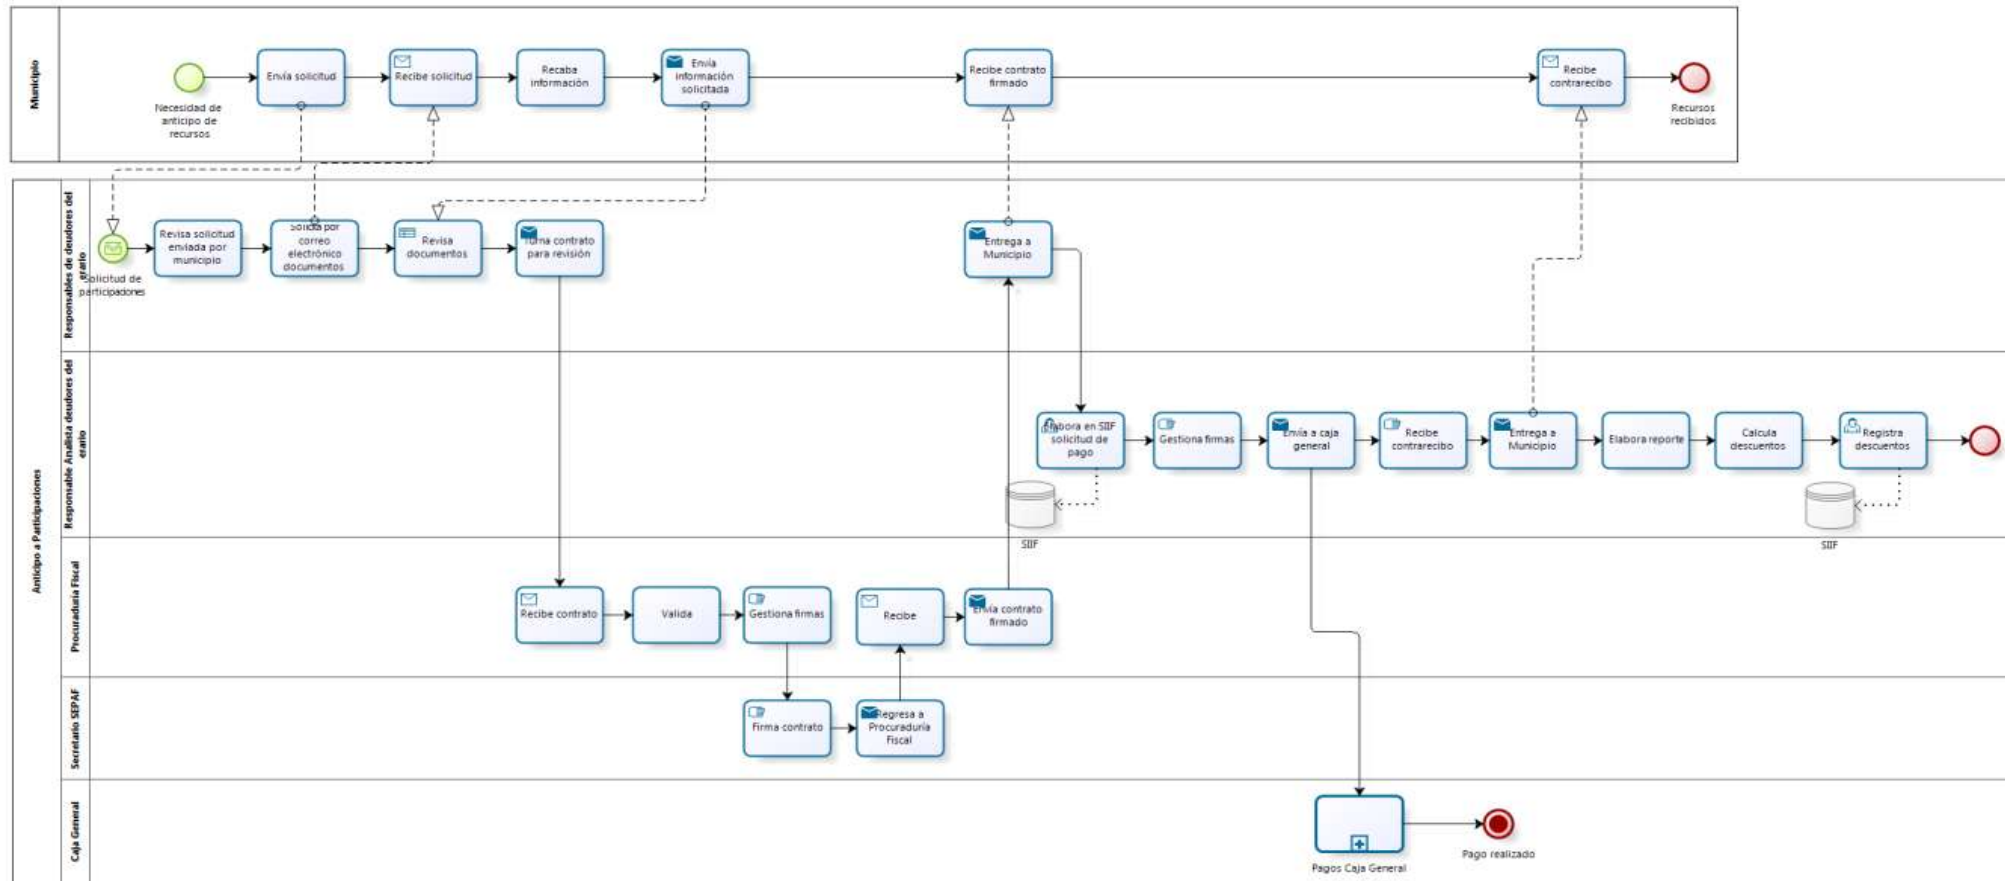 Municipio
Necesidad de
anticipo de
recursos
Envía solicitud
Recibe solicitud
Recaba
información
Envía
información
solicitada
Recibe contrato
firmado
Recibe
contrarecibo
Recursos
recibidos
Anticipo a Participaciones
Responsables de deudores del
erario
Solicitud de
participaciones
Revisa solicitud
enviada por
municipio
Solicita por
correo
electrónico
documentos
Revisa
documentos
Turna contrato
para revisión
Entrega a
Municipio
Responsable Analista deudores del
erario
Elabora en SIIF
solicitud de
pago
SIIF
Gestiona firmas
Envía a caja
general
Recibe
contrarecibo
Entrega a
Municipio
Elabora reporte
Calcula
descuentos
Registra
descuentos
SIIF
Procuraduría Fiscal
Recibe contrato
Valida
Gestiona firmas
Recibe
Envía contrato
firmado
Secretario SEPAF
Firma contrato
Regresa a
Procuraduría
Fiscal
Caja General
Pagos Caja General
Pago realizado